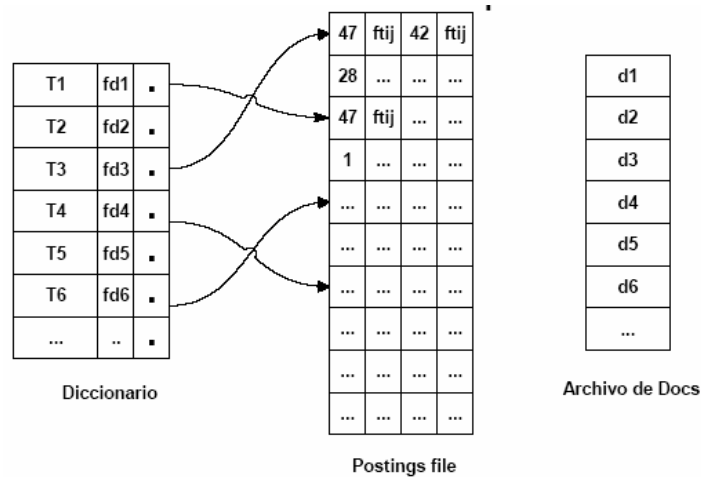 T1 fd1 .
T2 fd2 .
T3 fd3 .
T4 fd4 .
T5 fd5 .
T6 fd6 .
... .. .
Diccionario
47 ftij 42 ftij
28 ... ... ...
47 ftij ... ...
1 ... ... ...
... ... ... ...
... ... ... ...
... ... ... ...
... ... ... ...
... ... ... ...
... ... ... ...
Postings file
d1
d2
d3
d4
d5
d6
...
Archivo de Docs